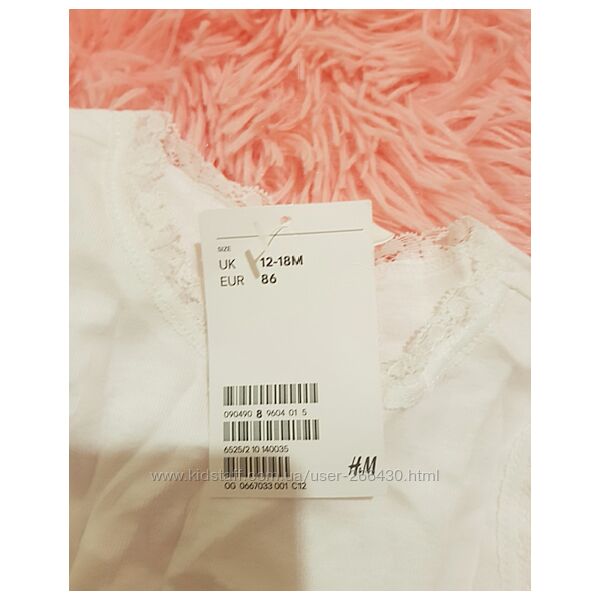 SIZE
UK 12-18M
EUR 86
090490 8 9604 01 5
6525/2 10 140035
H&M
www.kidstaff.com.ua/user-266430.html
OG 0667033 001 C12